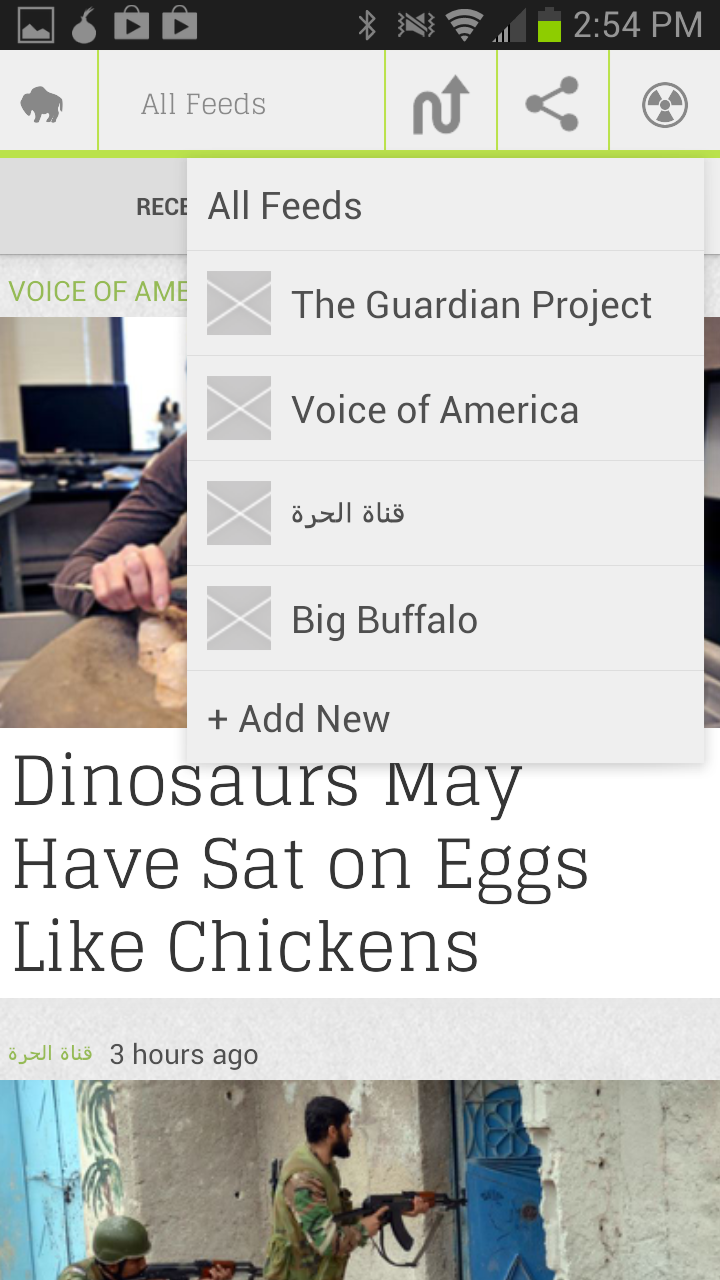 2:54 PM
All Feeds
RECE
All Feeds
VOICE OF AME
The Guardian Project
Voice of America
قناة الحرة
Big Buffalo
+ Add New
Dinosaurs May
Have Sat on Eggs
Like Chickens
قناة الحرة 3 hours ago